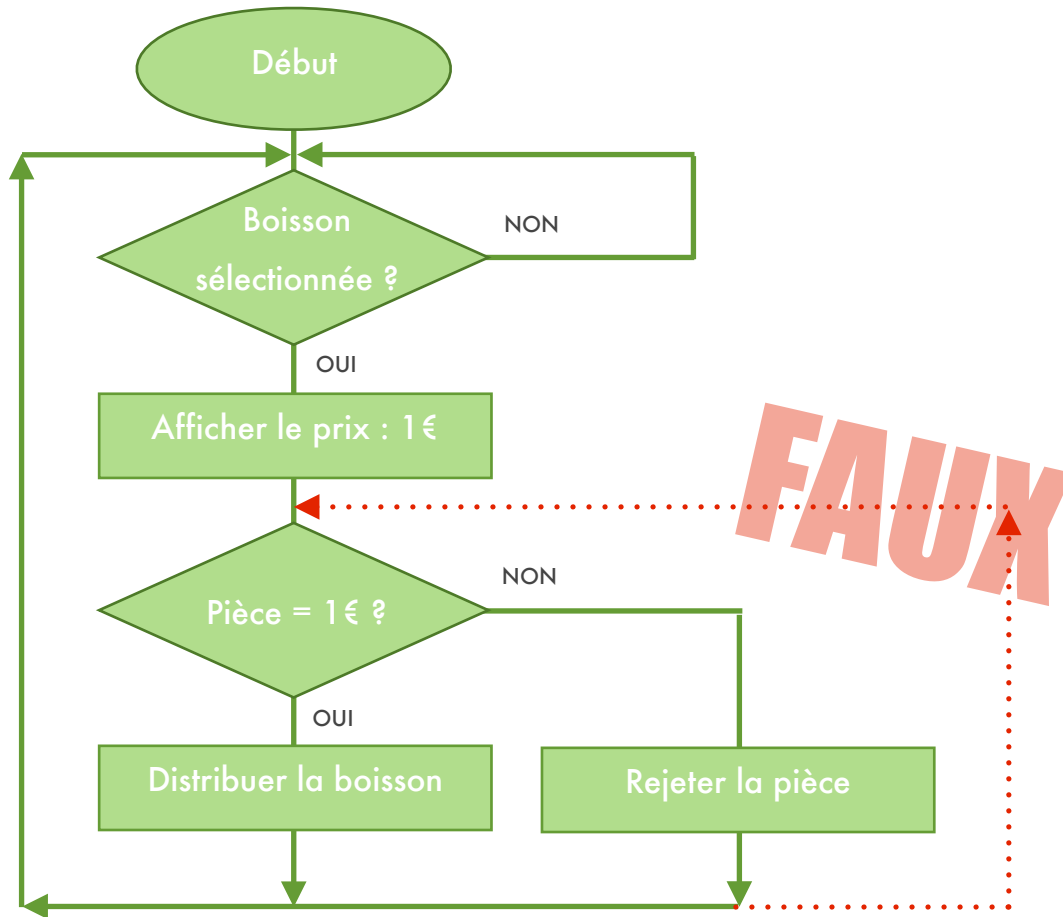 Début
Boisson
sélectionnée ?
NON
OUI
Afficher le prix : 1€
FAUX
Pièce = 1€ ?
NON
OUI
Distribuer la boisson
Rejeter la pièce